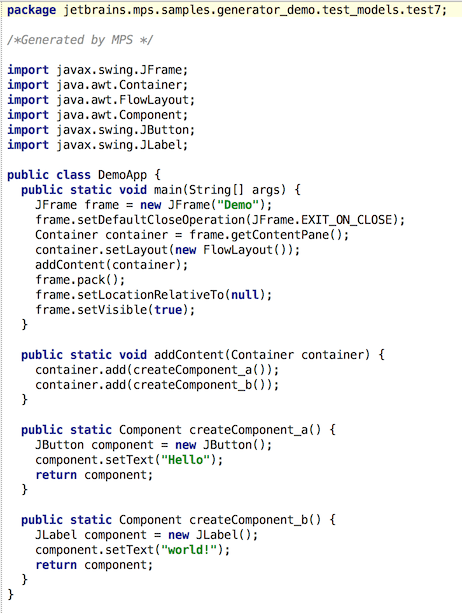 package jetbrains.mps.samples.generator_demo.test_models.test7;
/*Generated by MPS */
import javax.swing.JFrame;
import java.awt.Container;
import java.awt.FlowLayout;
import java.awt.Component;
import javax.swing.JButton;
import javax.swing.JLabel;
public class DemoApp {
  public static void main(String[] args) {
    JFrame frame = new JFrame("Demo");
    frame.setDefaultCloseOperation(JFrame.EXIT_ON_CLOSE);
    Container container = frame.getContentPane();
    container.setLayout(new FlowLayout());
    addContent(container);
    frame.pack();
    frame.setLocationRelativeTo(null);
    frame.setVisible(true);
  }
  public static void addContent(Container container) {
    container.add(createComponent_a());
    container.add(createComponent_b());
  }
  public static Component createComponent_a() {
    JButton component = new JButton();
    component.setText("Hello");
    return component;
  }
  public static Component createComponent_b() {
    JLabel component = new JLabel();
    component.setText("world!");
    return component;
  }
}